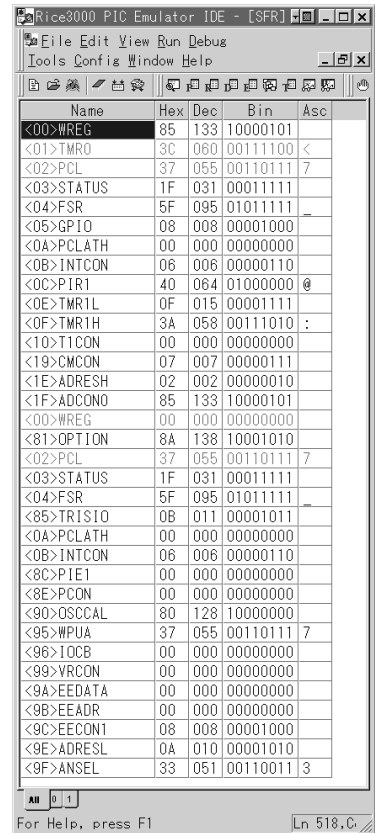 Rice3000 PIC Emulator IDE - [SFR]
File Edit View Run Debug
Tools Config Window Help
Name Hex Dec Bin Asc
<00>WREG 85 133 10000101
<01>TMR0 3C 060 00111100 <
<02>PCL 37 055 00110111 7
<03>STATUS 1F 031 00011111
<04>FSR 5F 095 01011111 _
<05>GPIO 08 008 00001000
<0A>PCLATH 00 000 00000000
<0B>INTCON 06 006 00000110
<0C>PIR1 40 064 01000000 @
<0E>TMR1L 0F 015 00001111
<0F>TMR1H 3A 058 00111010 :
<10>T1CON 00 000 00000000
<19>CMCON 07 007 00000111
<1E>ADRESH 02 002 00000010
<1F>ADCON0 85 133 10000101
<00>WREG 00 000 00000000
<81>OPTION 8A 138 10001010
<02>PCL 37 055 00110111 7
<03>STATUS 1F 031 00011111
<04>FSR 5F 095 01011111 _
<85>TRISIO 0B 011 00001011
<0A>PCLATH 00 000 00000000
<0B>INTCON 06 006 00000110
<8C>PIE1 00 000 00000000
<8E>PCON 00 000 00000000
<90>OSCCAL 80 128 10000000
<95>WPUA 37 055 00110111 7
<96>IOCB 00 000 00000000
<99>VRCON 00 000 00000000
<9A>EEDATA 00 000 00000000
<9B>EEADR 00 000 00000000
<9C>EECON1 08 008 00001000
<9E>ADRESL 0A 010 00001010
<9F>ANSEL 33 051 00110011 3
All 0 1
For Help, press F1 Ln 518,C